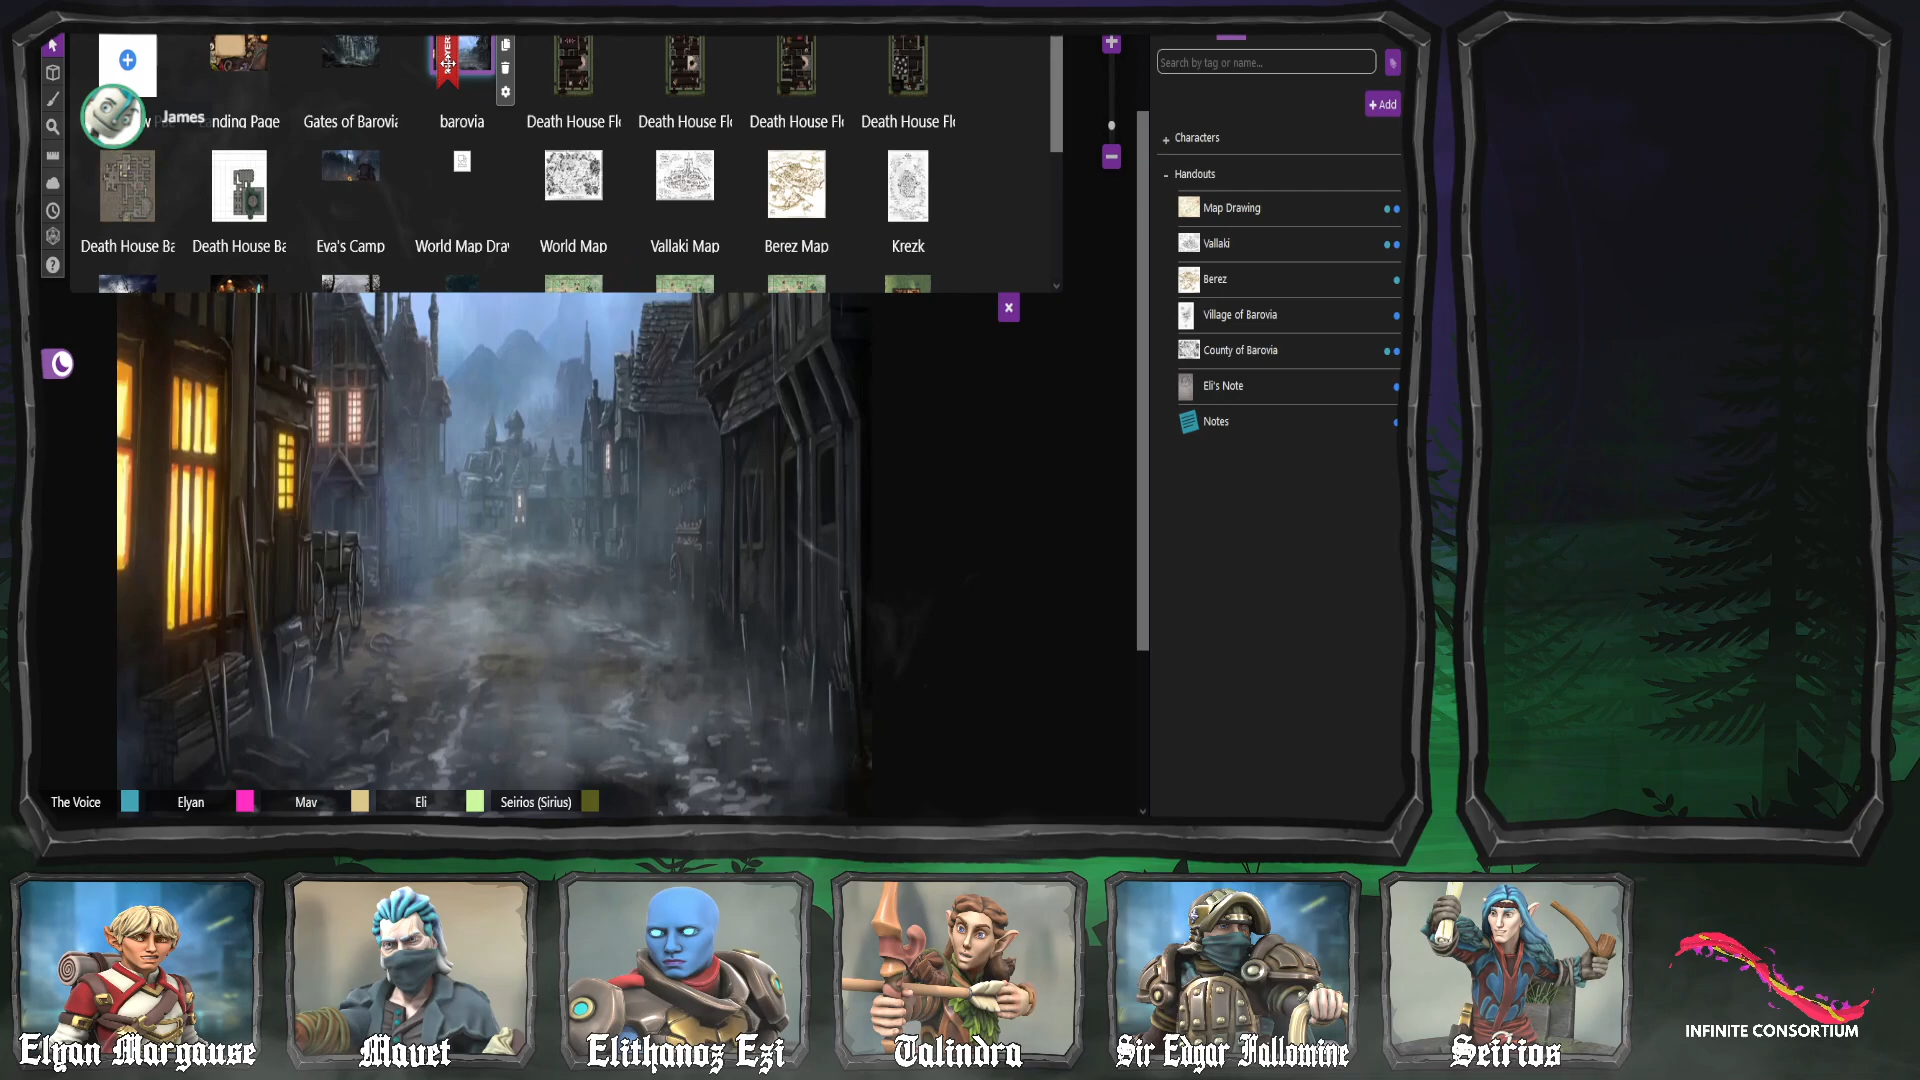 James
anding Page
Gates of Barovia
barovia
Death House Fl
Death House Fl
Death House Fl
Death House Fl
Death House Ba
Death House Ba
Eva's Camp
World Map Dra
World Map
Vallaki Map
Berez Map
Krezk
Search by tag or name...
+ Add
+ Characters
- Handouts
Map Drawing
Vallaki
Berez
Village of Barovia
County of Barovia
Eli's Note
Notes
The Voice
Elyan
Mav
Eli
Seirios (Sirius)
Elyan Margause
Mavet
Elithanoz Ezi
Talindra
Sir Edgar Fallomine
Seirios
INFINITE CONSORTIUM